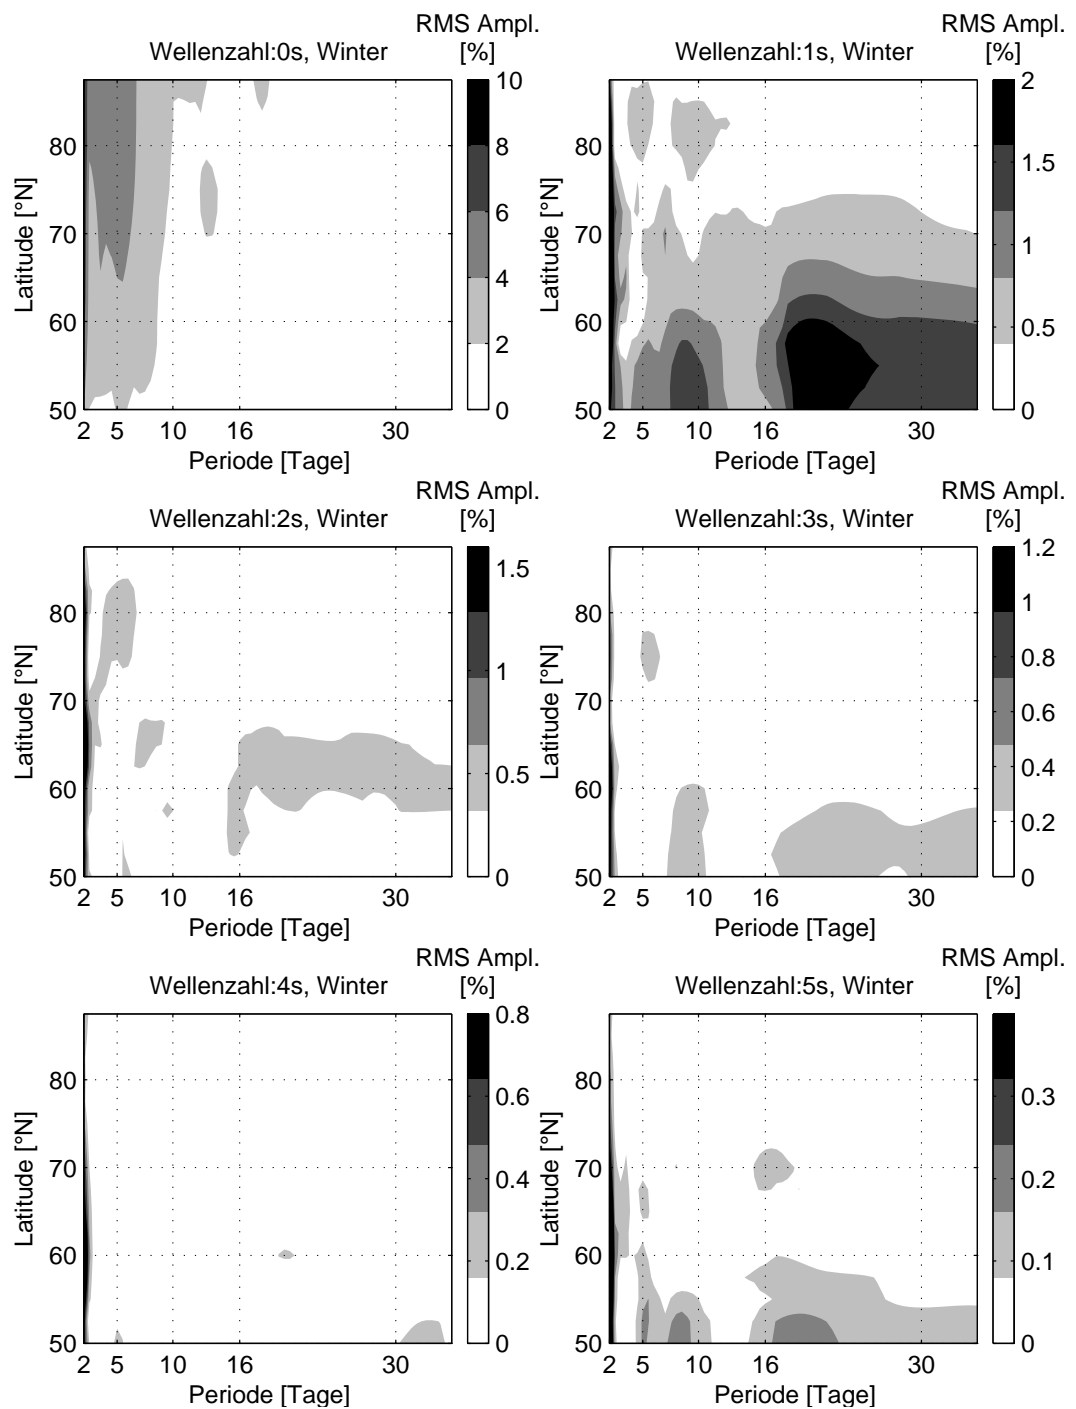 RMS Ampl.
Wellenzahl:0s, Winter
[%]
10
8
6
4
2
0
80
70
60
50
Latitude [°N]
2 5 10 16 30
Periode [Tage]
RMS Ampl.
Wellenzahl:1s, Winter
[%]
2
1.5
1
0.5
0
80
70
60
50
Latitude [°N]
2 5 10 16 30
Periode [Tage]
RMS Ampl.
Wellenzahl:2s, Winter
[%]
1.5
1
0.5
0
80
70
60
50
Latitude [°N]
2 5 10 16 30
Periode [Tage]
RMS Ampl.
Wellenzahl:3s, Winter
[%]
1.2
1
0.8
0.6
0.4
0.2
0
80
70
60
50
Latitude [°N]
2 5 10 16 30
Periode [Tage]
RMS Ampl.
Wellenzahl:4s, Winter
[%]
0.8
0.6
0.4
0.2
0
80
70
60
50
Latitude [°N]
2 5 10 16 30
Periode [Tage]
RMS Ampl.
Wellenzahl:5s, Winter
[%]
0.3
0.2
0.1
0
80
70
60
50
Latitude [°N]
2 5 10 16 30
Periode [Tage]